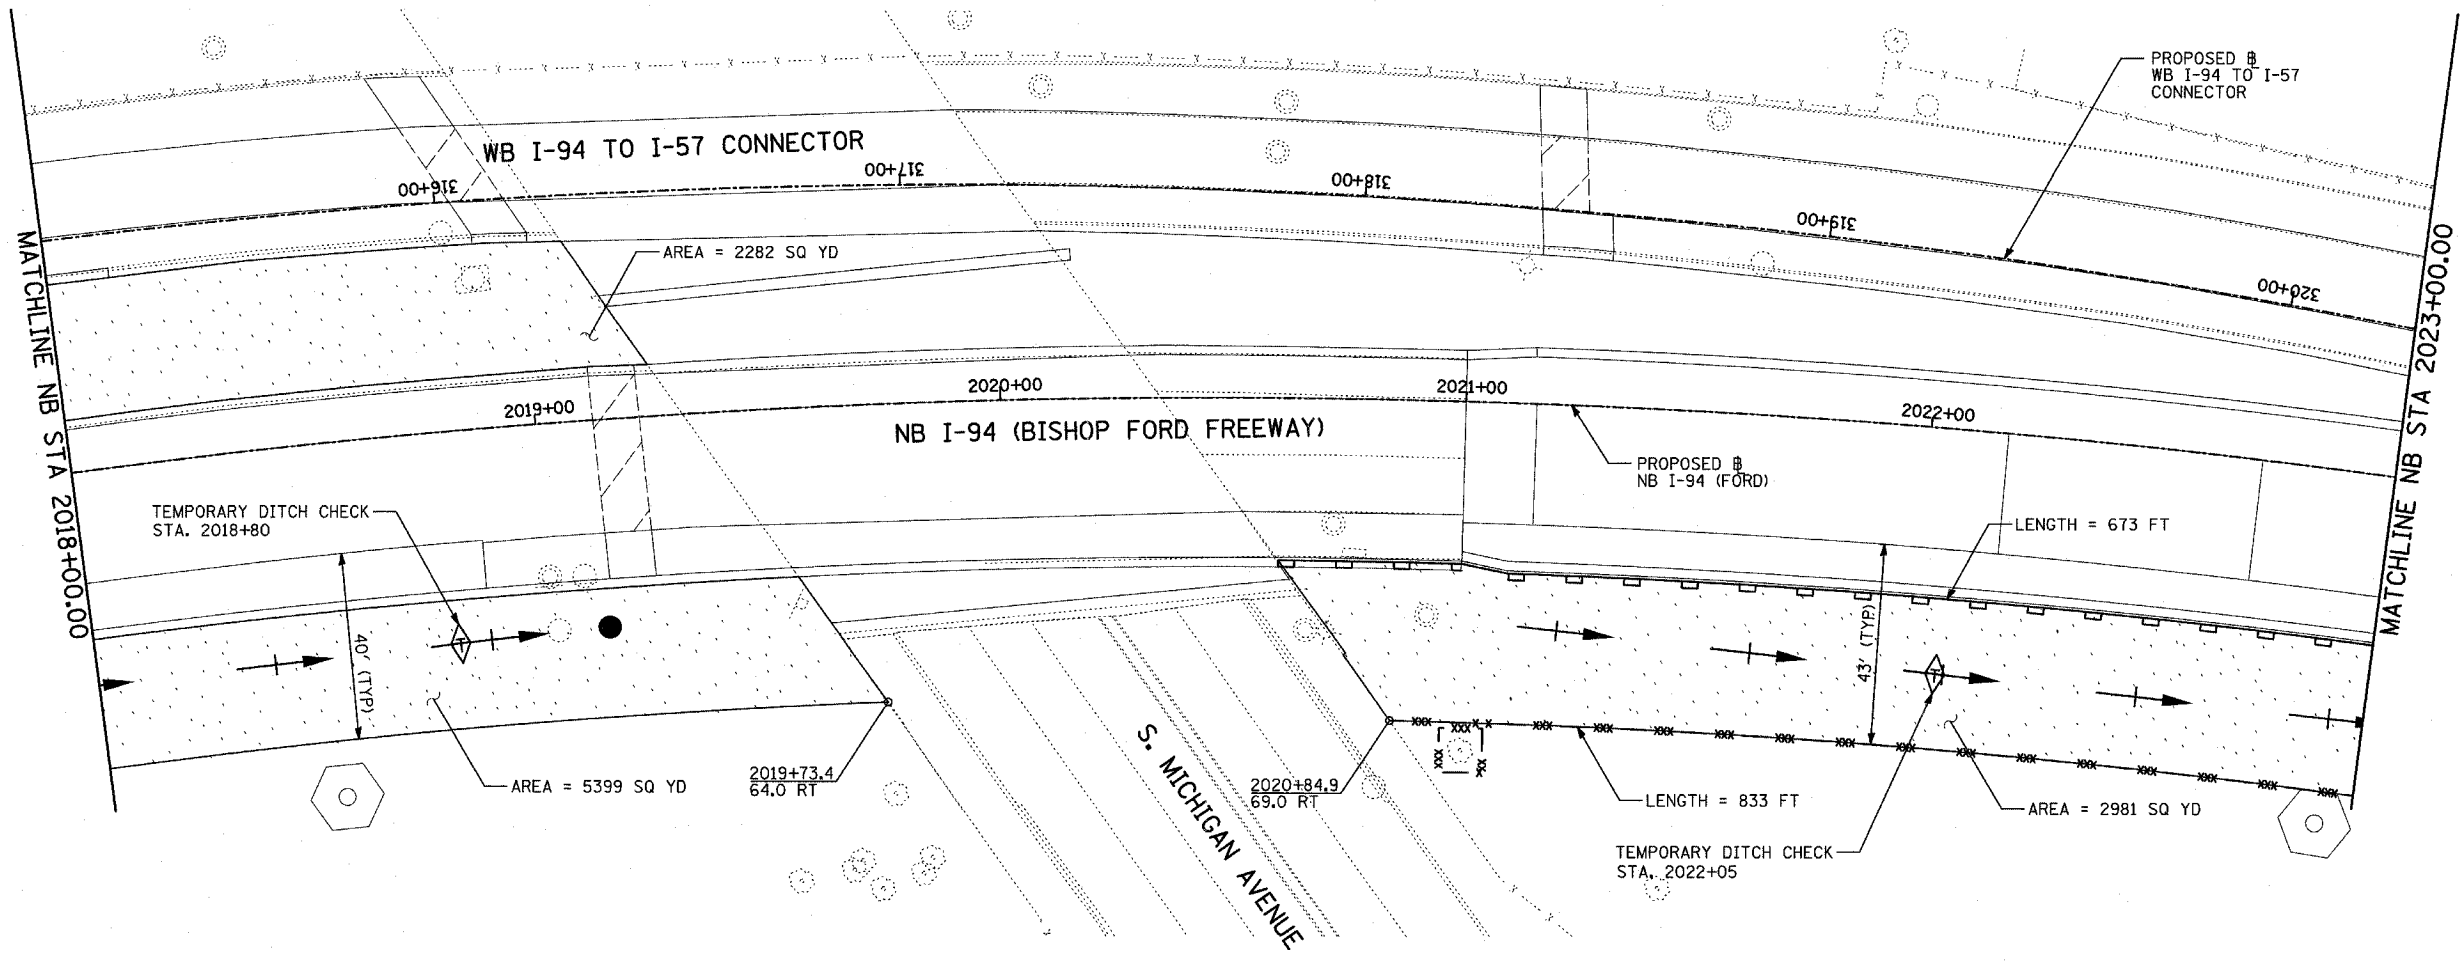 PROPOSED B
WB I-94 TO I-57
CONNECTOR
WB I-94 TO I-57 CONNECTOR
316+00
317+00
318+00
319+00
320+00
MATCHLINE NB STA 2018+00.00
MATCHLINE NB STA 2023+00.00
AREA = 2282 SQ YD
2019+00
2020+00
2021+00
2022+00
NB I-94 (BISHOP FORD FREEWAY)
PROPOSED B
NB I-94 (FORD)
TEMPORARY DITCH CHECK
STA. 2018+80
LENGTH = 673 FT
40' (TYP)
43' (TYP)
AREA = 5399 SQ YD
2019+73.4
64.0 RT
S. MICHIGAN AVENUE
2020+84.9
69.0 RT
LENGTH = 833 FT
AREA = 2981 SQ YD
TEMPORARY DITCH CHECK
STA. 2022+05